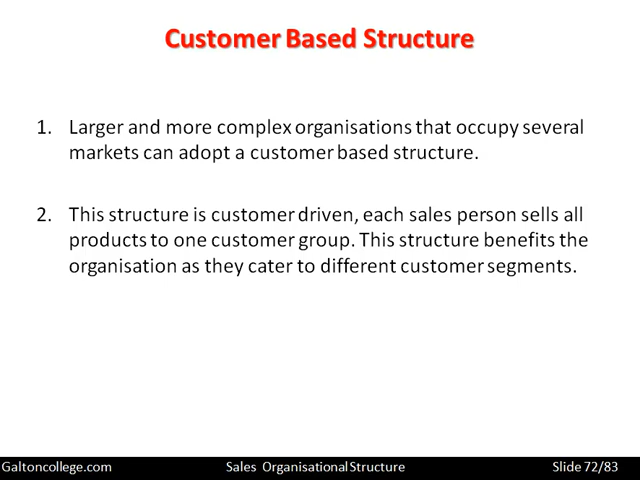 Customer Based Structure
1. Larger and more complex organisations that occupy several
markets can adopt a customer based structure.
2. This structure is customer driven, each sales person sells all
products to one customer group. This structure benefits the
organisation as they cater to different customer segments.
Galtoncollege.com Sales Organisational Structure Slide 72/83